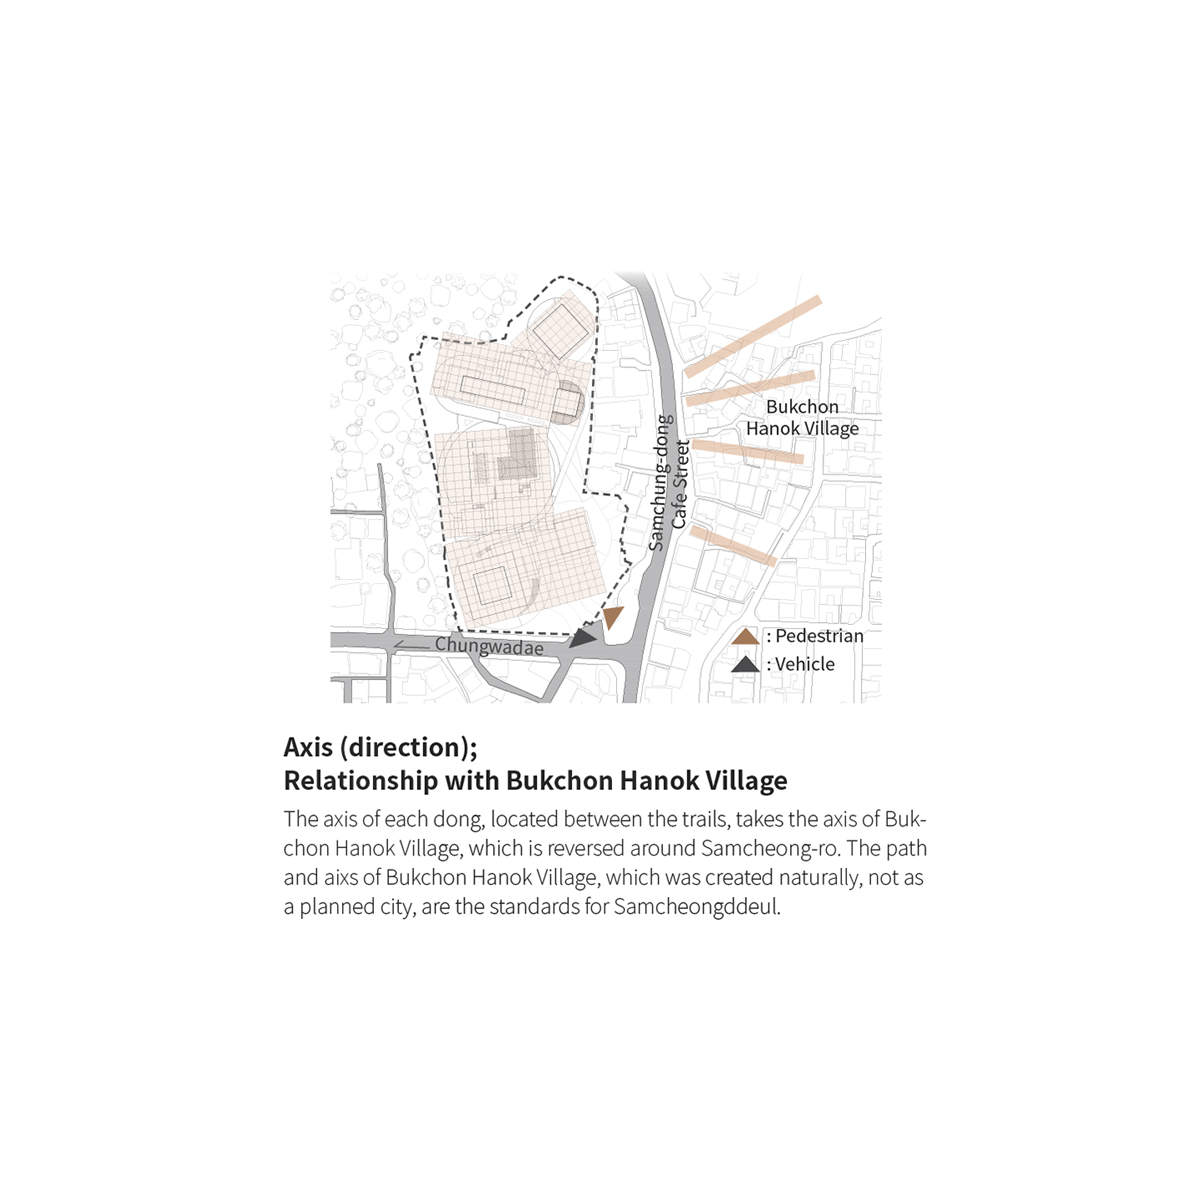 Bukchon
Hanok Village
Samchung-dong
Cafe Street
: Pedestrian
: Vehicle
Chungwadae
Axis (direction);
Relationship with Bukchon Hanok Village
The axis of each dong, located between the trails, takes the axis of Buk-
chon Hanok Village, which is reversed around Samcheong-ro. The path
and aixs of Bukchon Hanok Village, which was created naturally, not as
a planned city, are the standards for Samcheongddeul.